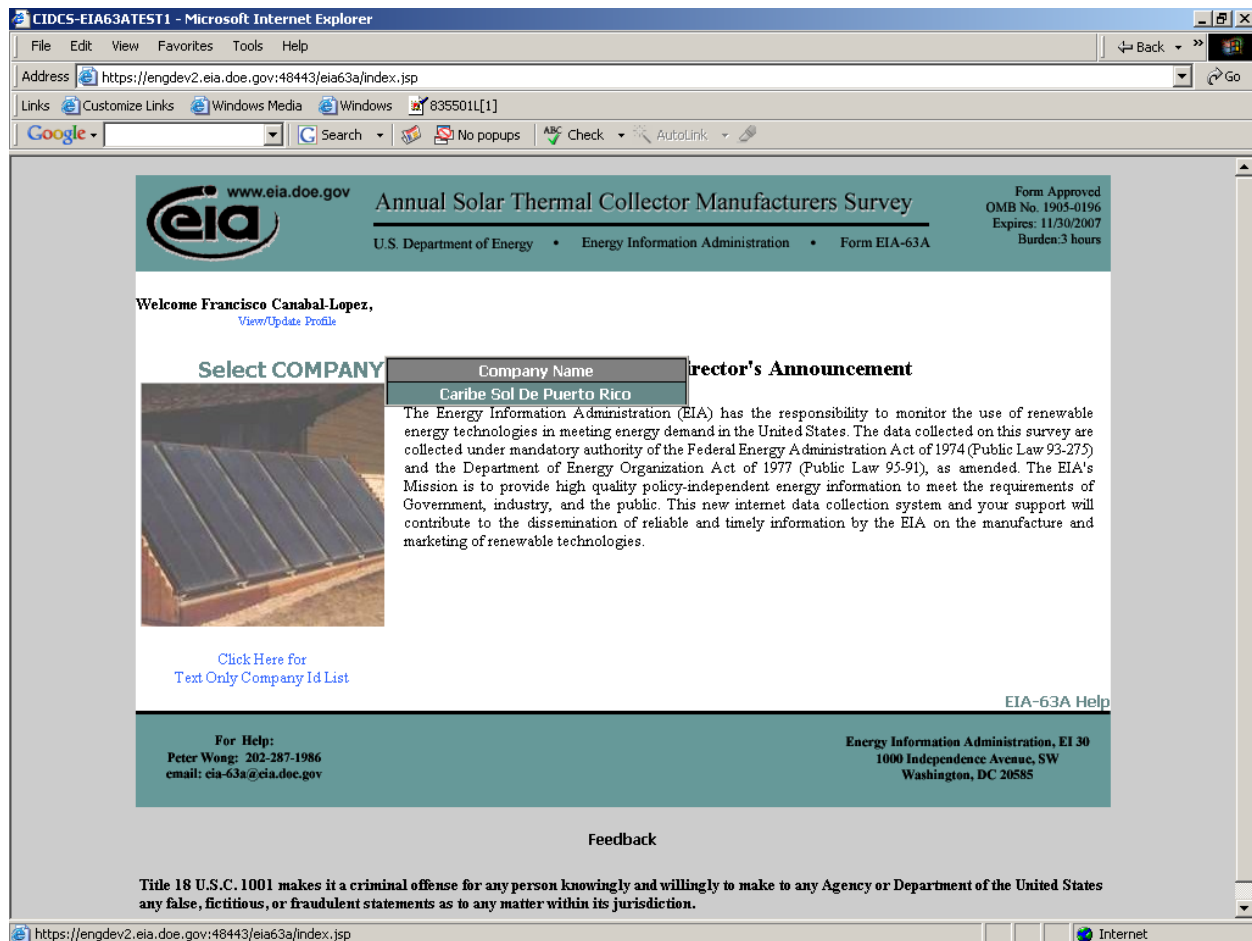 CIDCS-EIA63ATEST1 - Microsoft Internet Explorer
File Edit View Favorites Tools Help
Back
Address https://engdev2.eia.doe.gov:48443/eia63a/index.jsp
Go
Links Customize Links Windows Media Windows 835501L[1]
Google Search No popups ABC Check AutoLink
www.eia.doe.gov
eia
Annual Solar Thermal Collector Manufacturers Survey
U.S. Department of Energy • Energy Information Administration • Form EIA-63A
Form Approved
OMB No. 1905-0196
Expires: 11/30/2007
Burden:3 hours
Welcome Francisco Canabal-Lopez,
View/Update Profile
Select COMPANY
Company Name
Caribe Sol De Puerto Rico
irector's Announcement
The Energy Information Administration (EIA) has the responsibility to monitor the use of renewable
energy technologies in meeting energy demand in the United States. The data collected on this survey are
collected under mandatory authority of the Federal Energy Administration Act of 1974 (Public Law 93-275)
and the Department of Energy Organization Act of 1977 (Public Law 95-91), as amended. The EIA's
Mission is to provide high quality policy-independent energy information to meet the requirements of
Government, industry, and the public. This new internet data collection system and your support will
contribute to the dissemination of reliable and timely information by the EIA on the manufacture and
marketing of renewable technologies.
Click Here for
Text Only Company Id List
EIA-63A Help
For Help:
Peter Wong: 202-287-1986
email: eia-63a@eia.doe.gov
Energy Information Administration, EI 30
1000 Independence Avenue, SW
Washington, DC 20585
Feedback
Title 18 U.S.C. 1001 makes it a criminal offense for any person knowingly and willingly to make to any Agency or Department of the United States
any false, fictitious, or fraudulent statements as to any matter within its jurisdiction.
https://engdev2.eia.doe.gov:48443/eia63a/index.jsp
Internet